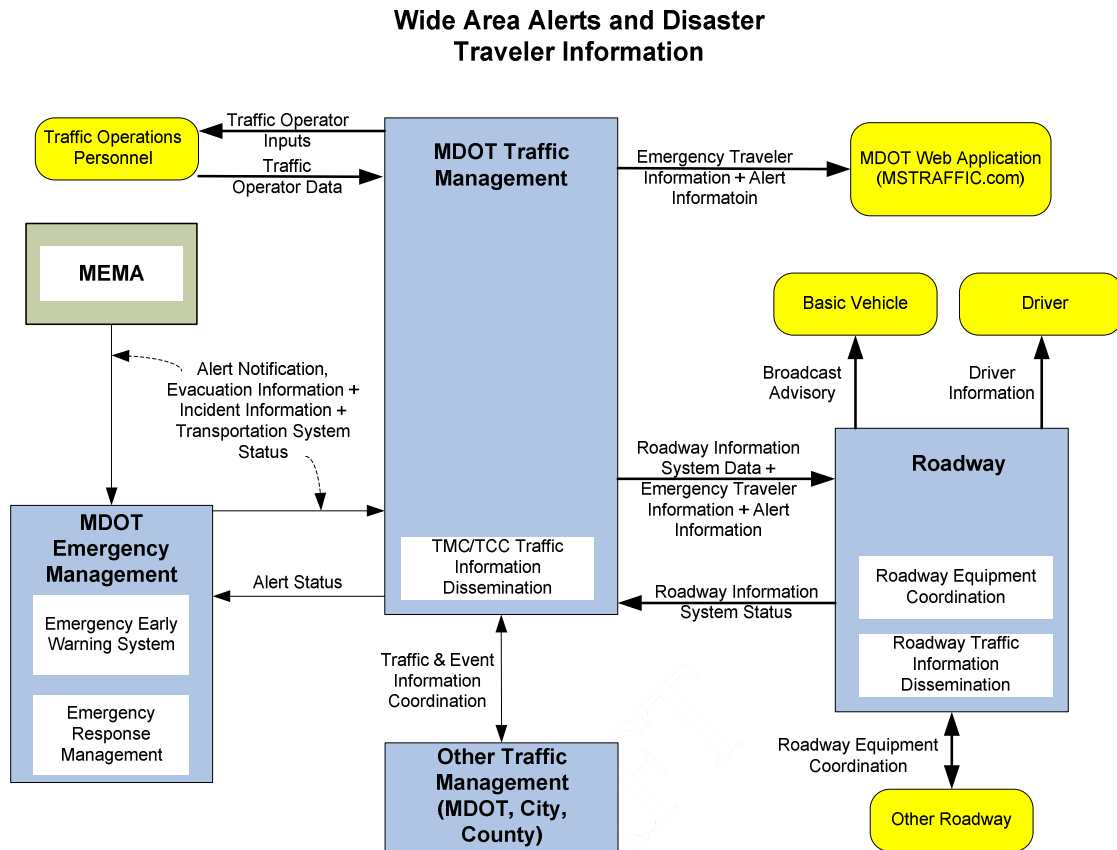 Wide Area Alerts and Disaster
Traveler Information
Traffic Operations
Personnel
Traffic Operator
Inputs
Traffic
Operator Data
MDOT Traffic
Management
Emergency Traveler
Information + Alert
Informatoin
MDOT Web Application
(MSTRAFFIC.com)
MEMA
Alert Notification,
Evacuation Information +
Incident Information +
Transportation System
Status
Basic Vehicle
Driver
Broadcast
Advisory
Driver
Information
Roadway Information
System Data +
Emergency Traveler
Information + Alert
Information
Roadway
MDOT
Emergency
Management
Emergency Early
Warning System
Emergency
Response
Management
Alert Status
TMC/TCC Traffic
Information
Dissemination
Roadway Information
System Status
Roadway Equipment
Coordination
Roadway Traffic
Information
Dissemination
Traffic & Event
Information
Coordination
Other Traffic
Management
(MDOT, City,
County)
Roadway Equipment
Coordination
Other Roadway